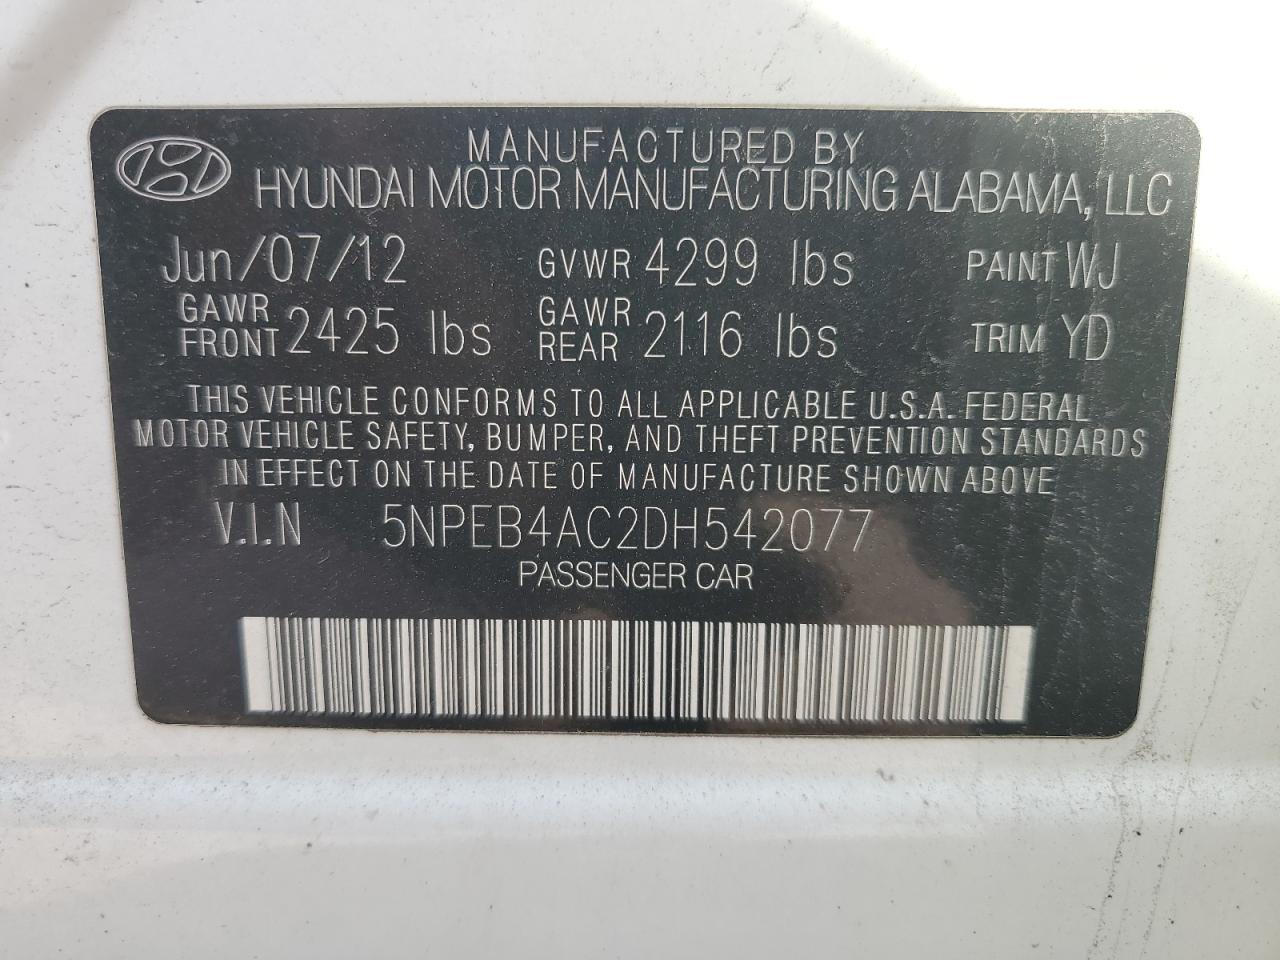 MANUFACTURED BY
HYUNDAI MOTOR MANUFACTURING ALABAMA, LLC
Jun/07/12 GVWR 4299 lbs PAINT WJ
GAWR FRONT 2425 lbs GAWR REAR 2116 lbs TRIM YD
THIS VEHICLE CONFORMS TO ALL APPLICABLE U.S.A. FEDERAL
MOTOR VEHICLE SAFETY, BUMPER, AND THEFT PREVENTION STANDARDS
IN EFFECT ON THE DATE OF MANUFACTURE SHOWN ABOVE
V.I.N 5NPEB4AC2DH542077
PASSENGER CAR